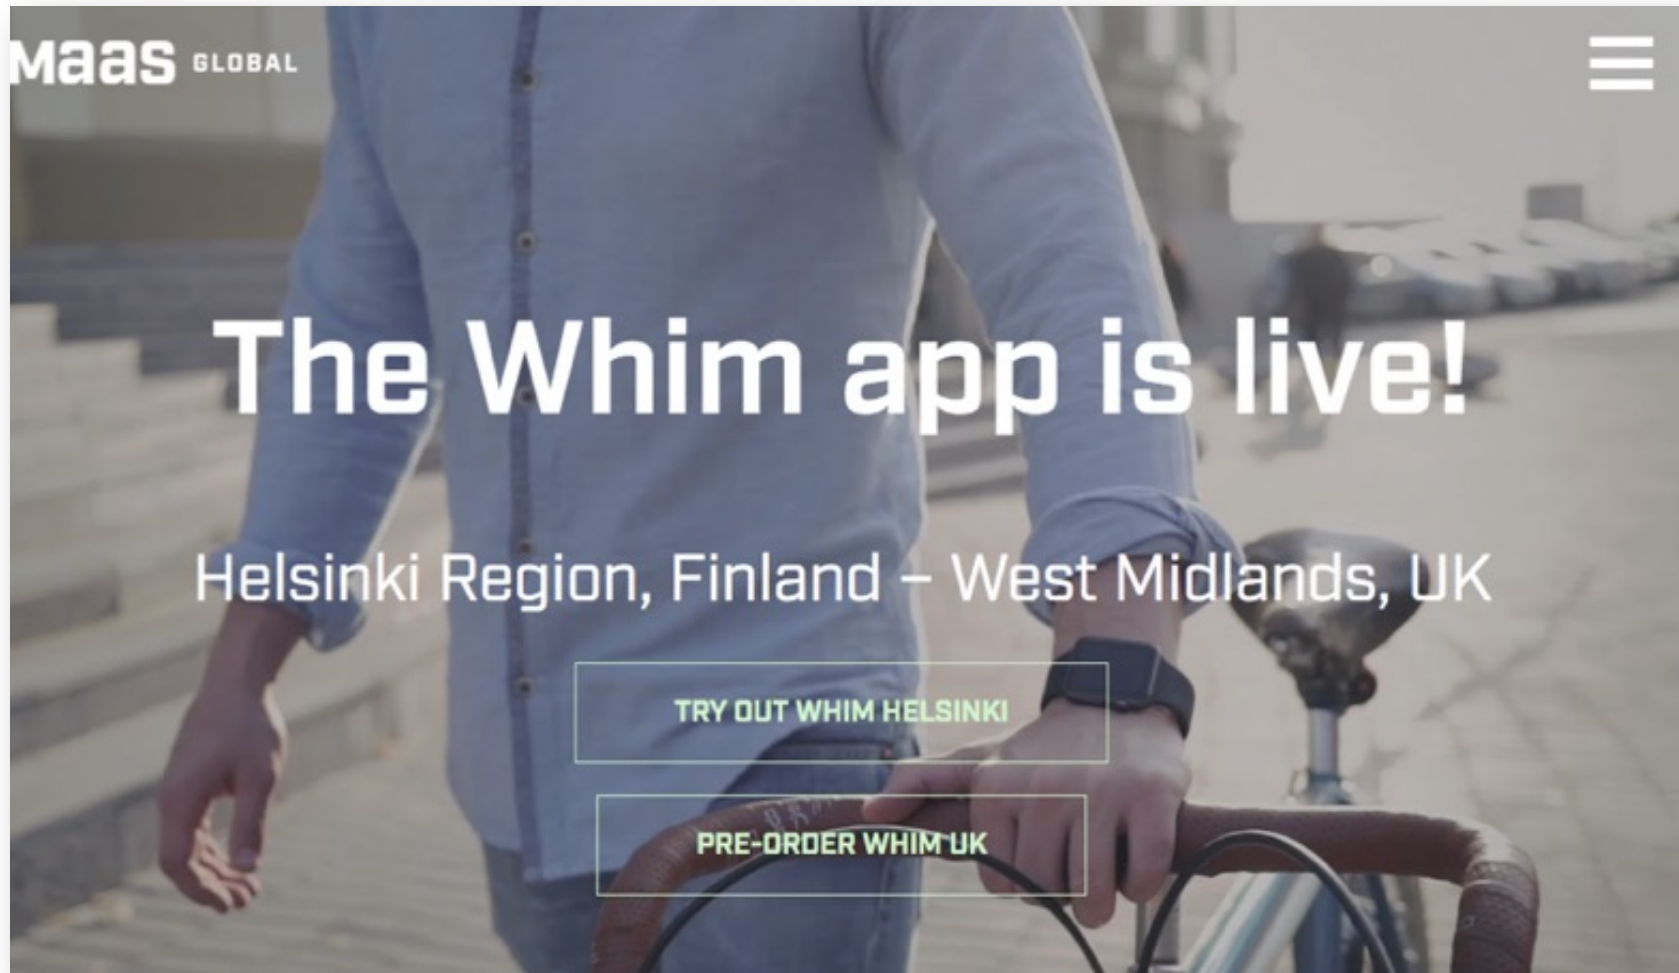 MaaS GLOBAL
The Whim app is live!
Helsinki Region, Finland – West Midlands, UK
TRY OUT WHIM HELSINKI
PRE-ORDER WHIM UK